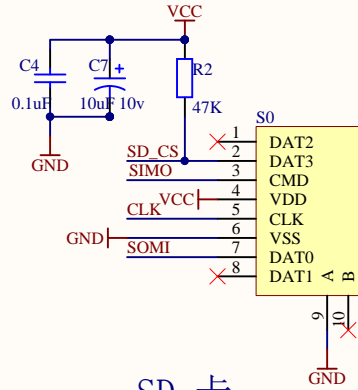 VCC
C4
C7
+
R2
0.1uF
10uF 10v
47K
S0
GND
1
DAT2
SD_CS
2
DAT3
SIMO
3
CMD
VCC
4
VDD
CLK
5
CLK
GND
6
VSS
SOMI
7
DAT0
8
DAT1
A
B
9
10
GND
SD 卡